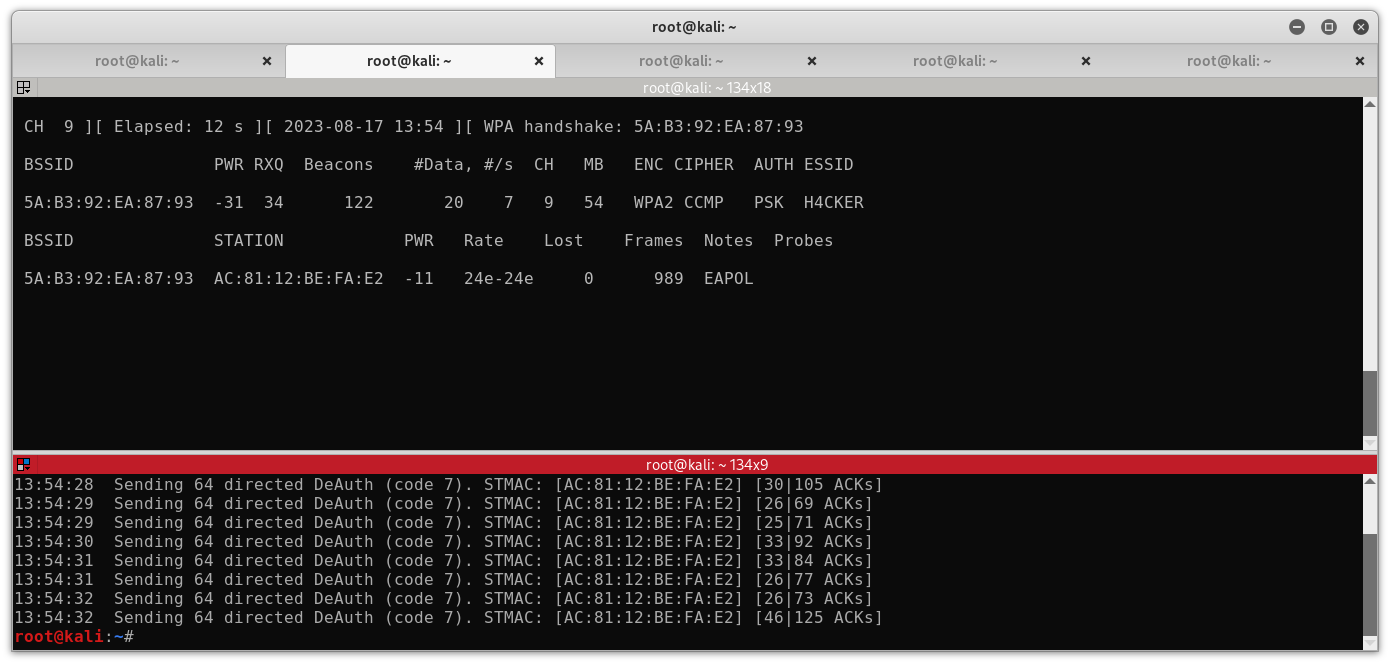 root@kali: ~
root@kali: ~ root@kali: ~ root@kali: ~ root@kali: ~ root@kali: ~
root@kali: ~ 134x18
CH  9 ][ Elapsed: 12 s ][ 2023-08-17 13:54 ][ WPA handshake: 5A:B3:92:EA:87:93
BSSID              PWR RXQ  Beacons    #Data, #/s  CH   MB   ENC CIPHER  AUTH ESSID
5A:B3:92:EA:87:93  -31  34      122       20    7   9   54   WPA2 CCMP   PSK  H4CKER
BSSID              STATION            PWR   Rate    Lost    Frames  Notes  Probes
5A:B3:92:EA:87:93  AC:81:12:BE:FA:E2  -11   24e-24e     0      989  EAPOL
root@kali: ~ 134x9
13:54:28  Sending 64 directed DeAuth (code 7). STMAC: [AC:81:12:BE:FA:E2] [30|105 ACKs]
13:54:29  Sending 64 directed DeAuth (code 7). STMAC: [AC:81:12:BE:FA:E2] [26|69 ACKs]
13:54:29  Sending 64 directed DeAuth (code 7). STMAC: [AC:81:12:BE:FA:E2] [25|71 ACKs]
13:54:30  Sending 64 directed DeAuth (code 7). STMAC: [AC:81:12:BE:FA:E2] [33|92 ACKs]
13:54:31  Sending 64 directed DeAuth (code 7). STMAC: [AC:81:12:BE:FA:E2] [33|84 ACKs]
13:54:31  Sending 64 directed DeAuth (code 7). STMAC: [AC:81:12:BE:FA:E2] [26|77 ACKs]
13:54:32  Sending 64 directed DeAuth (code 7). STMAC: [AC:81:12:BE:FA:E2] [26|73 ACKs]
13:54:32  Sending 64 directed DeAuth (code 7). STMAC: [AC:81:12:BE:FA:E2] [46|125 ACKs]
root@kali:~#